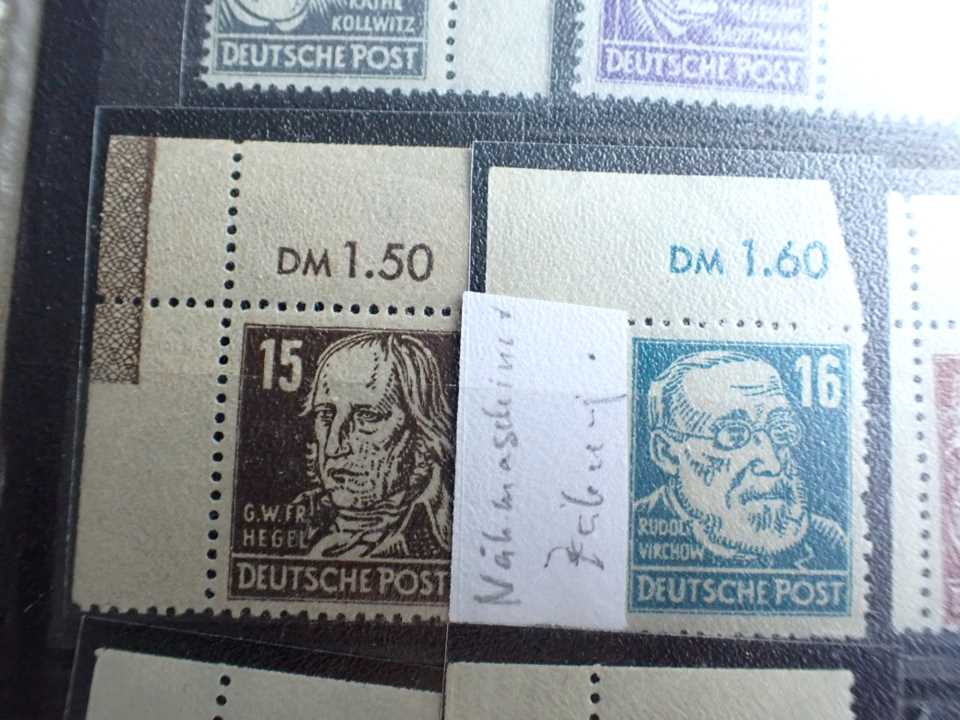 KÄTHE
KOLLWITZ
DEUTSCHE POST
HAUPTMANN
DEUTSCHE POST
DM 1.50
15
G.W.FR.
HEGEL
DEUTSCHE POST
Nähmaschinen
Zähnung.
DM 1.60
16
RUDOLF
VIRCHOW
DEUTSCHE POST